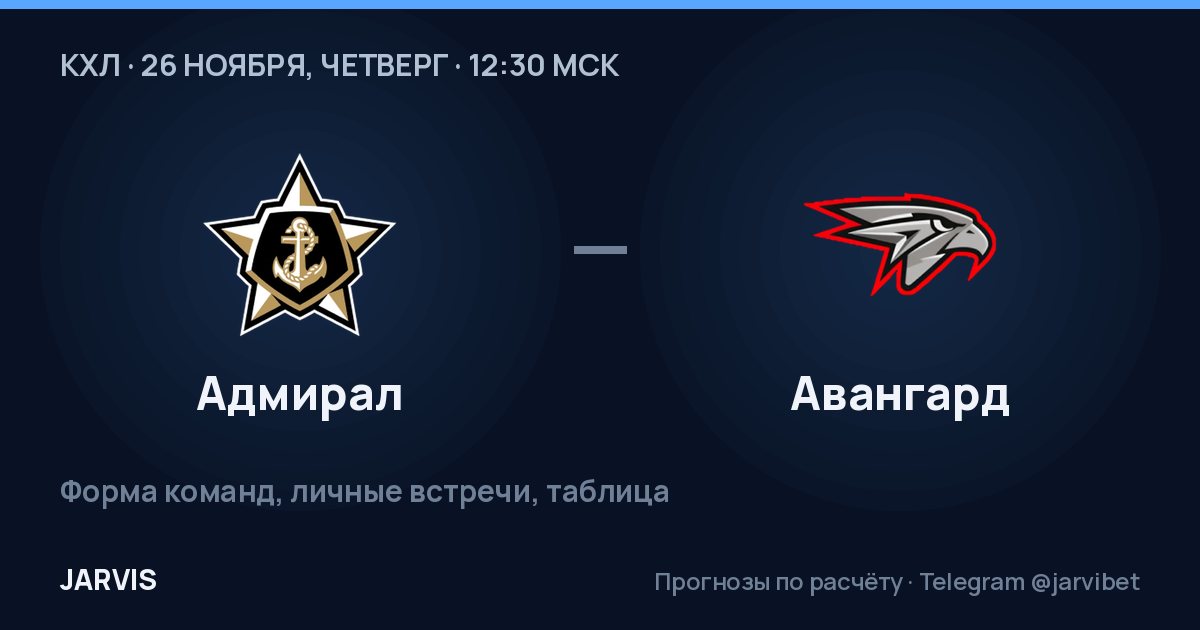 КХЛ · 26 НОЯБРЯ, ЧЕТВЕРГ · 12:30 МСК
—
Адмирал
Авангард
Форма команд, личные встречи, таблица
JARVIS
Прогнозы по расчёту · Telegram @jarvibet